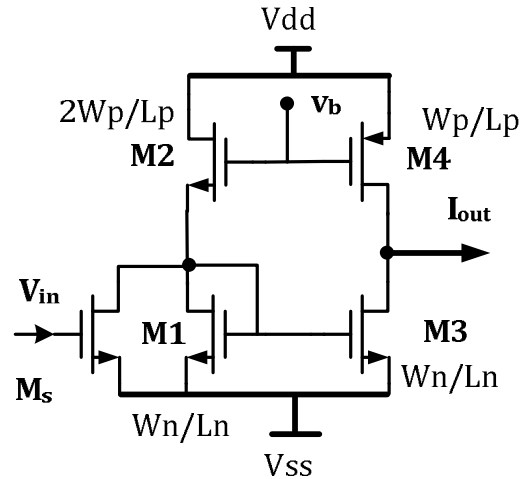 Vdd
2Wp/Lp
vb
Wp/Lp
M2
M4
Iout
Vin
M1
M3
Ms
Wn/Ln
Wn/Ln
Vss